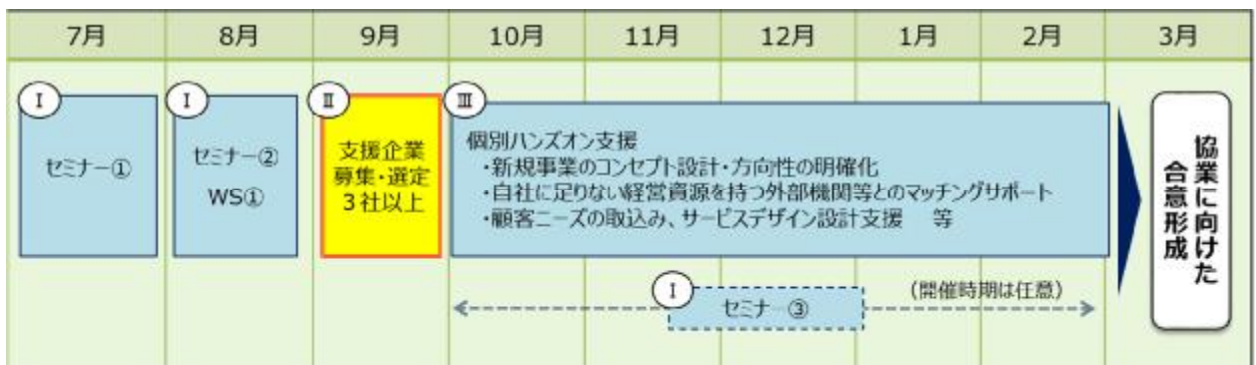 7月 8月 9月 10月 11月 12月 1月 2月 3月
Ⅰ
セミナー①
Ⅰ
セミナー②
WS①
Ⅱ
支援企業
募集・選定
3社以上
Ⅲ
個別ハンズオン支援
・新規事業のコンセプト設計・方向性の明確化
・自社に足りない経営資源を持つ外部機関等とのマッチングサポート
・顧客ニーズの取込み、サービスデザイン設計支援 等
Ⅰ
セミナー③
(開催時期は任意)
協業に向けた
合意形成